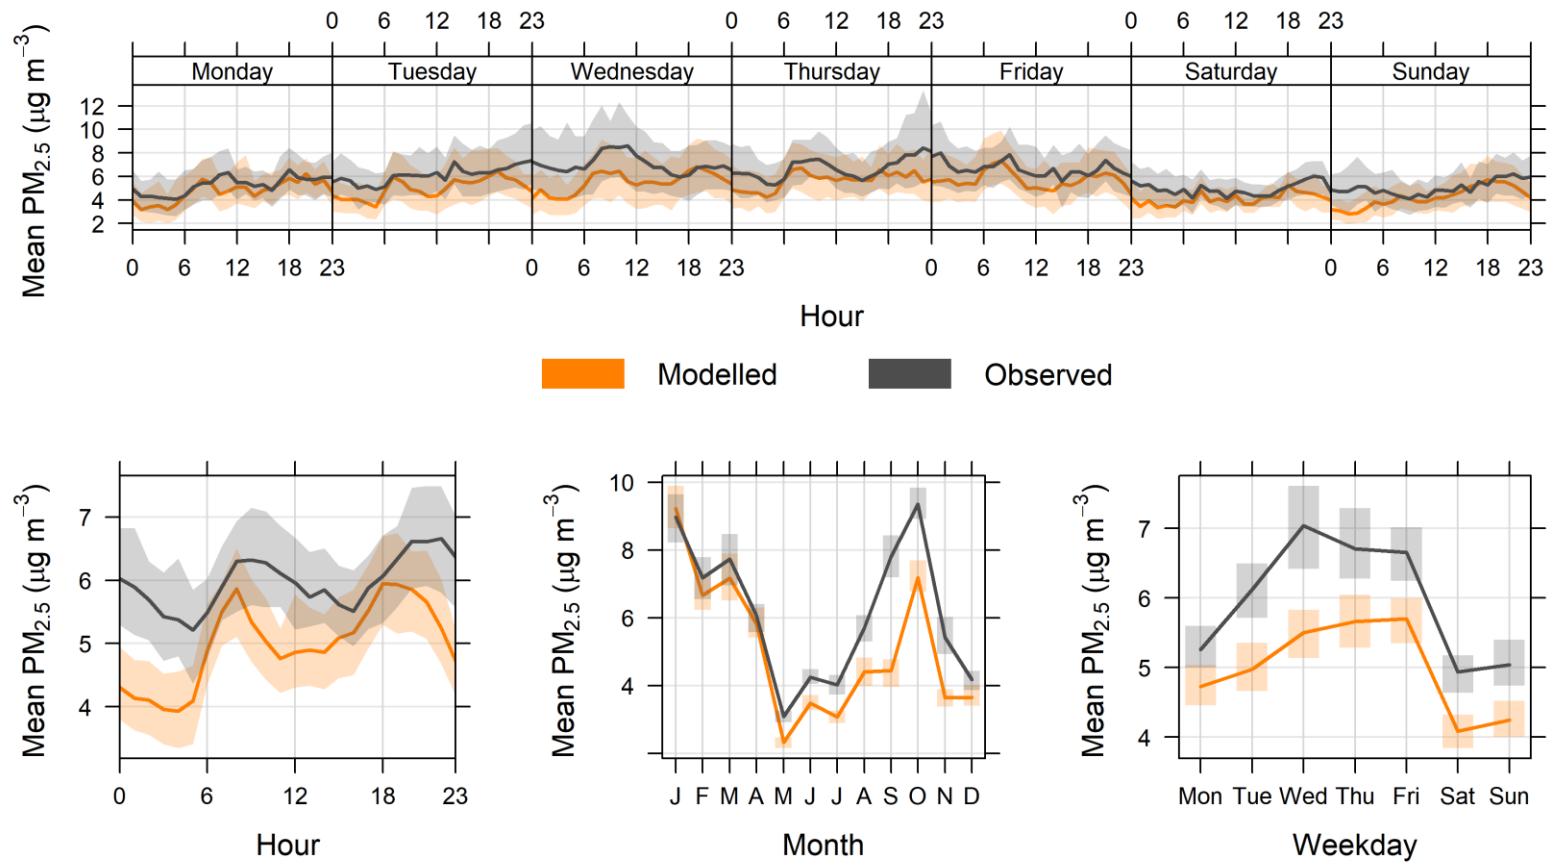 0 6 12 18 23 0 6 12 18 23 0 6 12 18 23
Monday Tuesday Wednesday Thursday Friday Saturday Sunday
Mean PM2.5 (μg m−3)
12
10
8
6
4
2
0 6 12 18 23 0 6 12 18 23 0 6 12 18 23 0 6 12 18 23
Hour
Modelled Observed
Mean PM2.5 (μg m−3)
7
6
5
4
0 6 12 18 23
Hour
Mean PM2.5 (μg m−3)
10
8
6
4
J F M A M J J A S O N D
Month
Mean PM2.5 (μg m−3)
7
6
5
4
Mon Tue Wed Thu Fri Sat Sun
Weekday